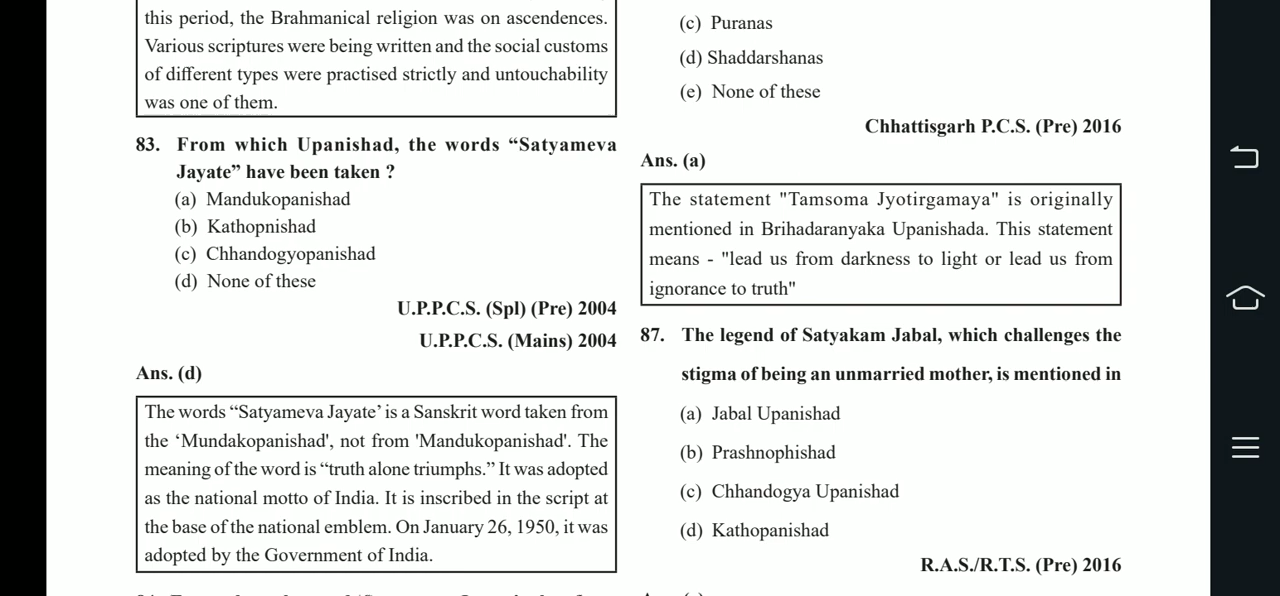 this period, the Brahmanical religion was on ascendences.
Various scriptures were being written and the social customs
of different types were practised strictly and untouchability
was one of them.
83. From which Upanishad, the words “Satyameva
Jayate” have been taken ?
(a) Mandukopanishad
(b) Kathopnishad
(c) Chhandogyopanishad
(d) None of these
U.P.P.C.S. (Spl) (Pre) 2004
U.P.P.C.S. (Mains) 2004
Ans. (d)
The words “Satyameva Jayate’ is a Sanskrit word taken from
the ‘Mundakopanishad', not from 'Mandukopanishad'. The
meaning of the word is “truth alone triumphs.” It was adopted
as the national motto of India. It is inscribed in the script at
the base of the national emblem. On January 26, 1950, it was
adopted by the Government of India.
(c) Puranas
(d) Shaddarshanas
(e) None of these
Chhattisgarh P.C.S. (Pre) 2016
Ans. (a)
The statement "Tamsoma Jyotirgamaya" is originally
mentioned in Brihadaranyaka Upanishada. This statement
means - "lead us from darkness to light or lead us from
ignorance to truth"
87. The legend of Satyakam Jabal, which challenges the
stigma of being an unmarried mother, is mentioned in
(a) Jabal Upanishad
(b) Prashnophishad
(c) Chhandogya Upanishad
(d) Kathopanishad
R.A.S./R.T.S. (Pre) 2016